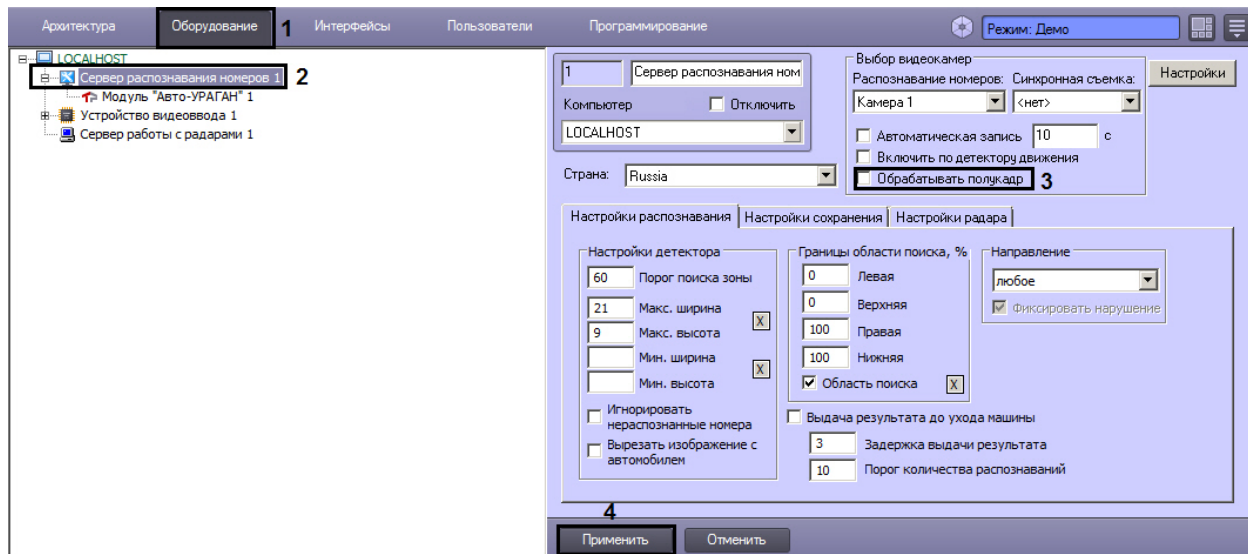 Архитектура
Оборудование
1
Интерфейсы
Пользователи
Программирование
Режим: Демо
LOCALHOST
Сервер распознавания номеров 1
2
Модуль "Авто-УРАГАН" 1
Устройство видеоввода 1
Сервер работы с радарами 1
1
Сервер распознавания ном
Компьютер
Отключить
LOCALHOST
Страна:
Russia
Выбор видеокамер
Распознавание номеров:
Синхронная съемка:
Камера 1
<нет>
Автоматическая запись
10
с
Включить по детектору движения
Обрабатывать полукадр
3
Настройки
Настройки распознавания
Настройки сохранения
Настройки радара
Настройки детектора
60
Порог поиска зоны
21
Макс. ширина
X
9
Макс. высота
Мин. ширина
X
Мин. высота
Игнорировать
нераспознанные номера
Вырезать изображение с
автомобилем
Границы области поиска, %
0
Левая
0
Верхняя
100
Правая
100
Нижняя
Область поиска
X
Направление
любое
Фиксировать нарушение
Выдача результата до ухода машины
3
Задержка выдачи результата
10
Порог количества распознаваний
4
Применить
Отменить